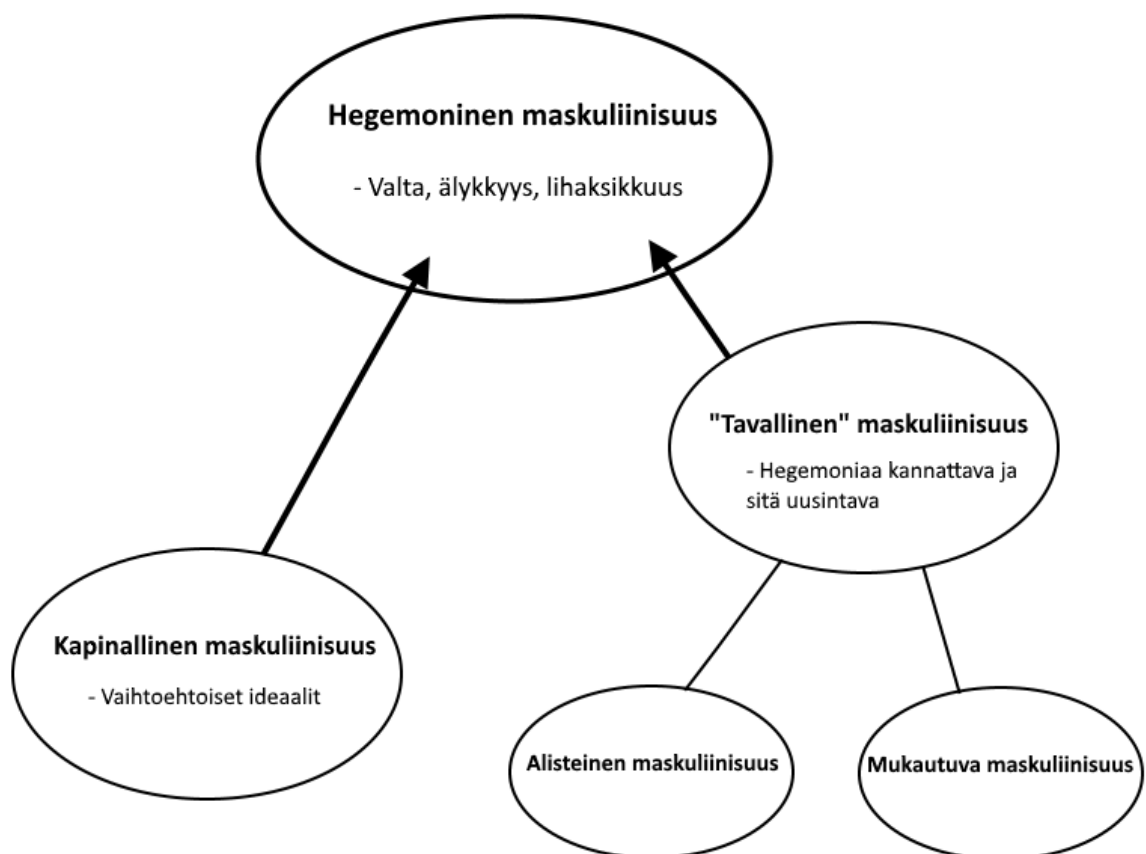 Hegemoninen maskuliinisuus
- Valta, älykkyys, lihaksikkuus
"Tavallinen" maskuliinisuus
- Hegemoniaa kannattava ja
sitä uusintava
Kapinallinen maskuliinisuus
- Vaihtoehtoiset ideaalit
Alisteinen maskuliinisuus
Mukautuva maskuliinisuus